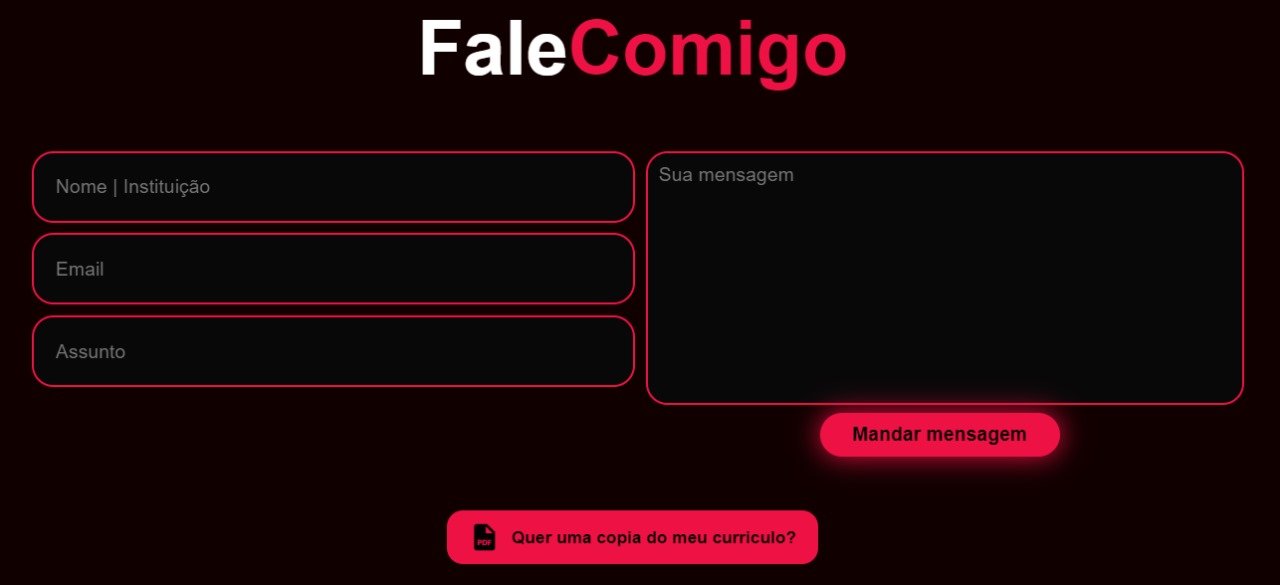 FaleComigo
Nome | Instituição
Email
Assunto
Sua mensagem
Mandar mensagem
PDF
Quer uma copia do meu curriculo?